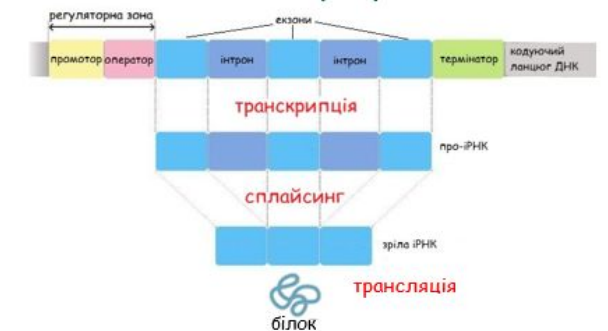 регуляторна зона
екзони
промотор оператор інтрон інтрон термінатор кодуючий
ланцюг ДНК
транскрипція
про-іРНК
сплайсинг
зріла іРНК
трансляція
білок